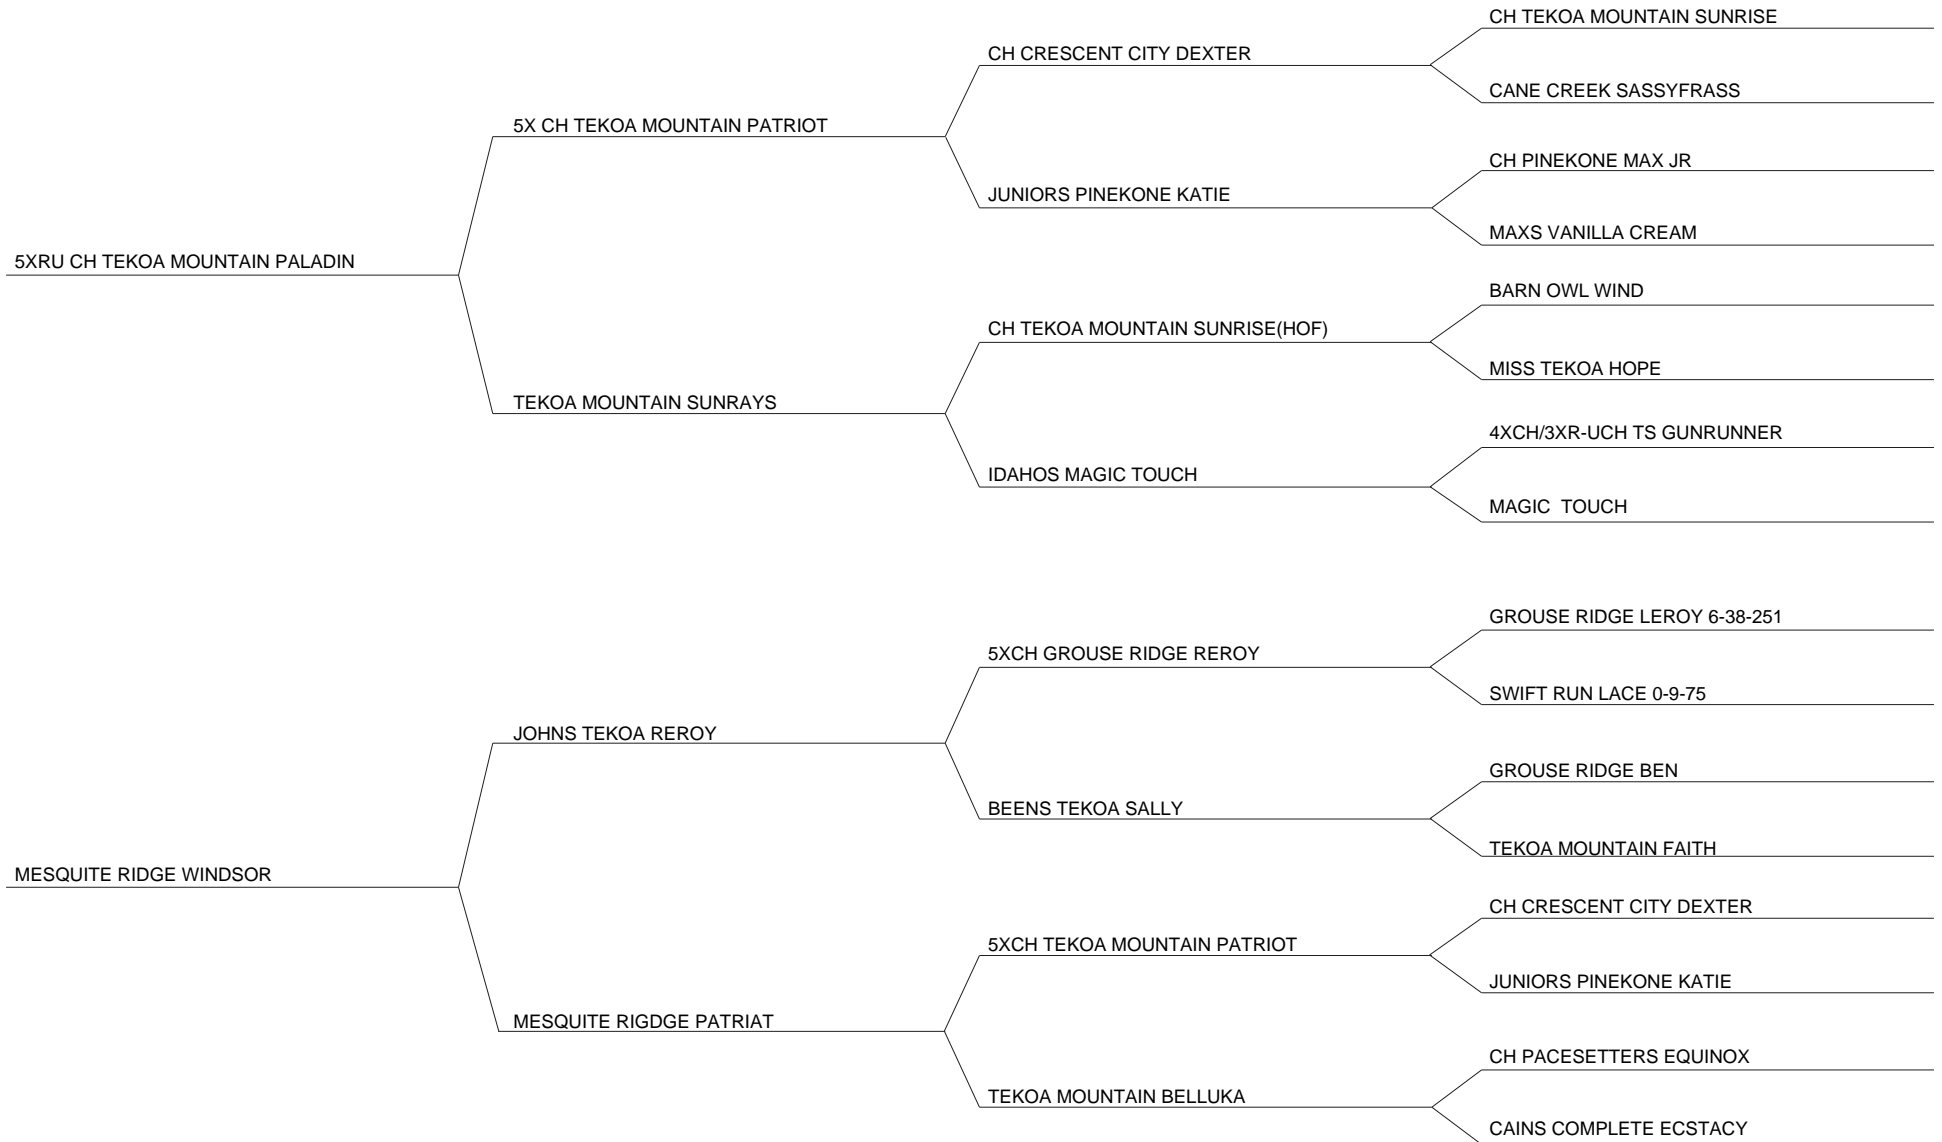 CH TEKOA MOUNTAIN SUNRISE
CH CRESCENT CITY DEXTER
CANE CREEK SASSYFRASS
5X CH TEKOA MOUNTAIN PATRIOT
CH PINEKONE MAX JR
JUNIORS PINEKONE KATIE
MAXS VANILLA CREAM
5XRU CH TEKOA MOUNTAIN PALADIN
BARN OWL WIND
CH TEKOA MOUNTAIN SUNRISE(HOF)
MISS TEKOA HOPE
TEKOA MOUNTAIN SUNRAYS
4XCH/3XR-UCH TS GUNRUNNER
IDAHOS MAGIC TOUCH
MAGIC  TOUCH
GROUSE RIDGE LEROY 6-38-251
5XCH GROUSE RIDGE REROY
SWIFT RUN LACE 0-9-75
JOHNS TEKOA REROY
GROUSE RIDGE BEN
BEENS TEKOA SALLY
TEKOA MOUNTAIN FAITH
MESQUITE RIDGE WINDSOR
CH CRESCENT CITY DEXTER
5XCH TEKOA MOUNTAIN PATRIOT
JUNIORS PINEKONE KATIE
MESQUITE RIGDGE PATRIAT
CH PACESETTERS EQUINOX
TEKOA MOUNTAIN BELLUKA
CAINS COMPLETE ECSTACY